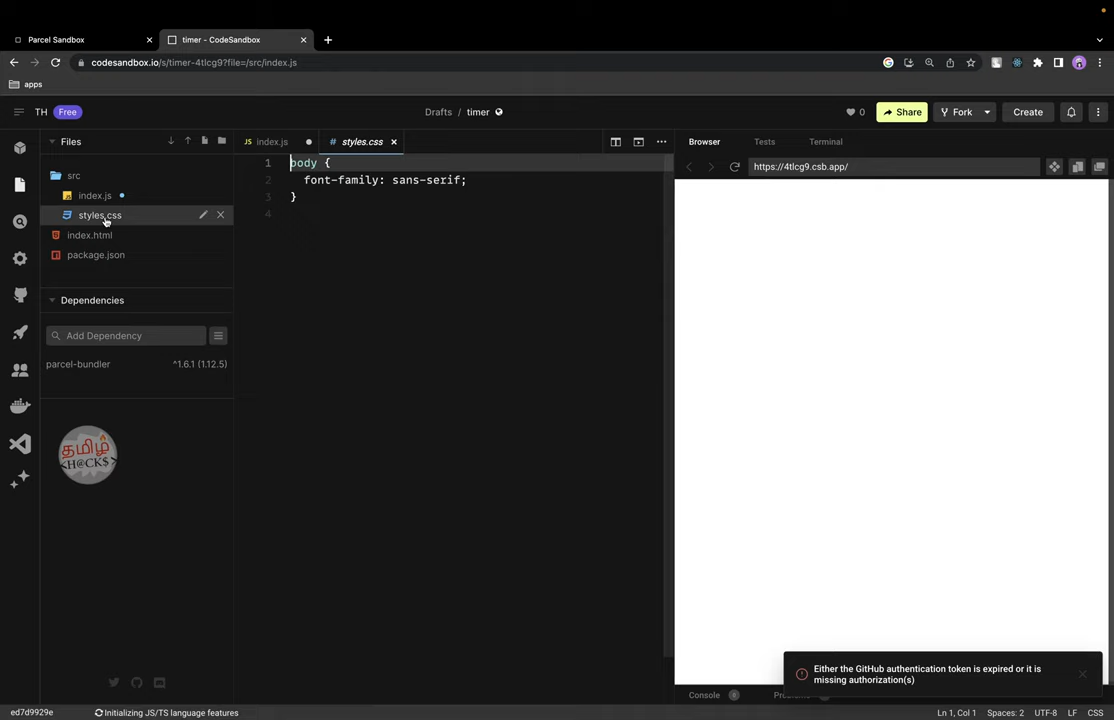 Parcel Sandbox
timer - CodeSandbox
codesandbox.io/s/timer-4tlcg9?file=/src/index.js
apps
TH Free
Drafts / timer
0
Share
Fork
Create
Files
src
index.js
styles.css
index.html
package.json
Dependencies
Add Dependency
parcel-bundler ^1.6.1 (1.12.5)
தமிழ்
<H@CK$>
JS index.js
# styles.css
1 body {
2 font-family: sans-serif;
3 }
4
Browser Tests Terminal
https://4tlcg9.csb.app/
Either the GitHub authentication token is expired or it is
missing authorization(s)
Console 0
ed7d9929e Initializing JS/TS language features
Ln 1, Col 1 Spaces: 2 UTF-8 LF CSS